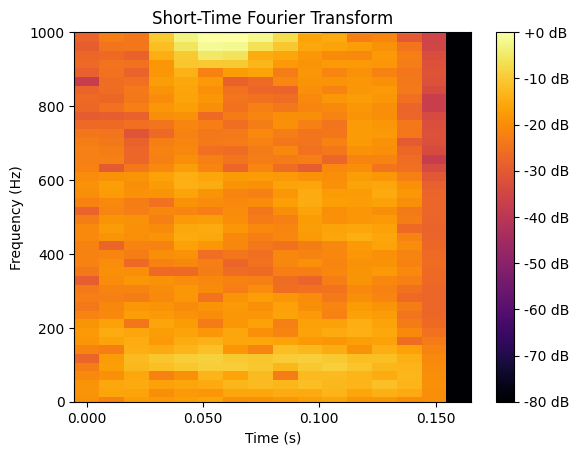 Short-Time Fourier Transform
1000
800
600
400
200
0
Frequency (Hz)
0.000
0.050
0.100
0.150
Time (s)
+0 dB
-10 dB
-20 dB
-30 dB
-40 dB
-50 dB
-60 dB
-70 dB
-80 dB